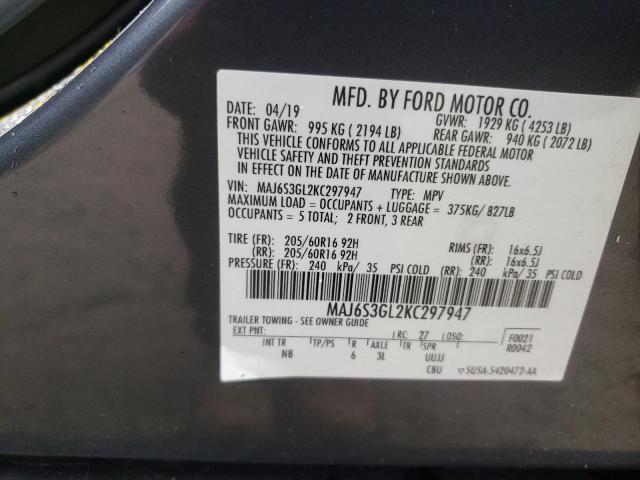 MFD. BY FORD MOTOR CO.
DATE: 04/19 GVWR: 1929 KG ( 4253 LB)
FRONT GAWR: 995 KG ( 2194 LB) REAR GAWR: 940 KG ( 2072 LB)
THIS VEHICLE CONFORMS TO ALL APPLICABLE FEDERAL MOTOR
VEHICLE SAFETY AND THEFT PREVENTION STANDARDS
IN EFFECT ON THE DATE OF MANUFACTURE SHOWN ABOVE.
VIN: MAJ6S3GL2KC297947 TYPE: MPV
MAXIMUM LOAD = OCCUPANTS + LUGGAGE = 375KG/ 827LB
OCCUPANTS = 5 TOTAL; 2 FRONT, 3 REAR
TIRE (FR): 205/60R16 92H RIMS (FR): 16x6.5J
(RR): 205/60R16 92H (RR): 16x6.5J
PRESSURE (FR): 240 kPa/ 35 PSI COLD (RR): 240 kPa/ 35 PSI COLD
MAJ6S3GL2KC297947
TRAILER TOWING - SEE OWNER GUIDE
EXT PNT: RC: 27 DSO: F0021
INT TR TP/PS R AXLE TR SPR R0042
NB 6 3L UUJJ
CBU SU5A-5420472-AA